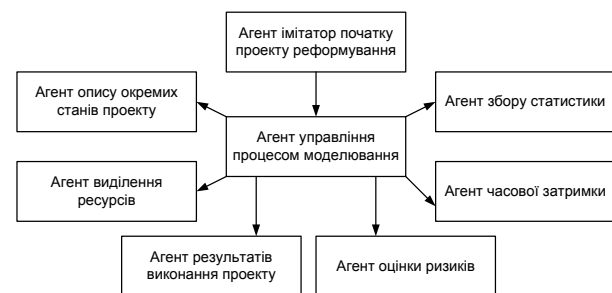 Агент імітатор початку
проекту реформування
Агент опису окремих
станів проекту
Агент збору статистики
Агент управління
процесом моделювання
Агент виділення
ресурсів
Агент часової затримки
Агент результатів
виконання проекту
Агент оцінки ризиків